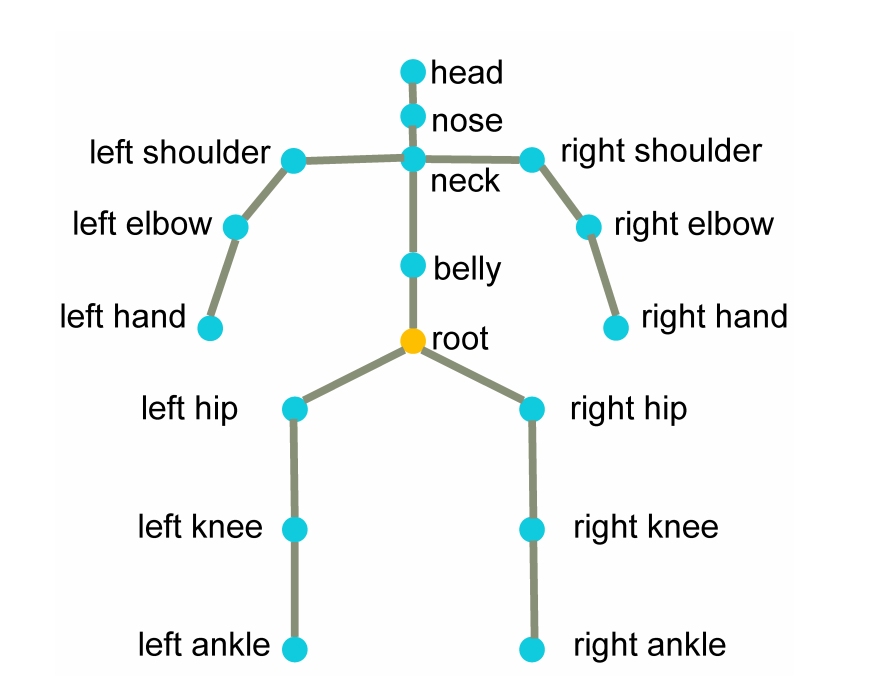 head
nose
left shoulder
right shoulder
neck
left elbow
right elbow
belly
left hand
right hand
root
left hip
right hip
left knee
right knee
left ankle
right ankle